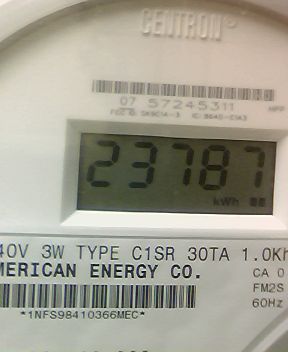 CENTRON®
07 57245311
23787
kWh
40V 3W TYPE C1SR 30TA 1.0Kh
MERICAN ENERGY CO.
CA 0
FM2S
60Hz
*1NFS98410366MEC*